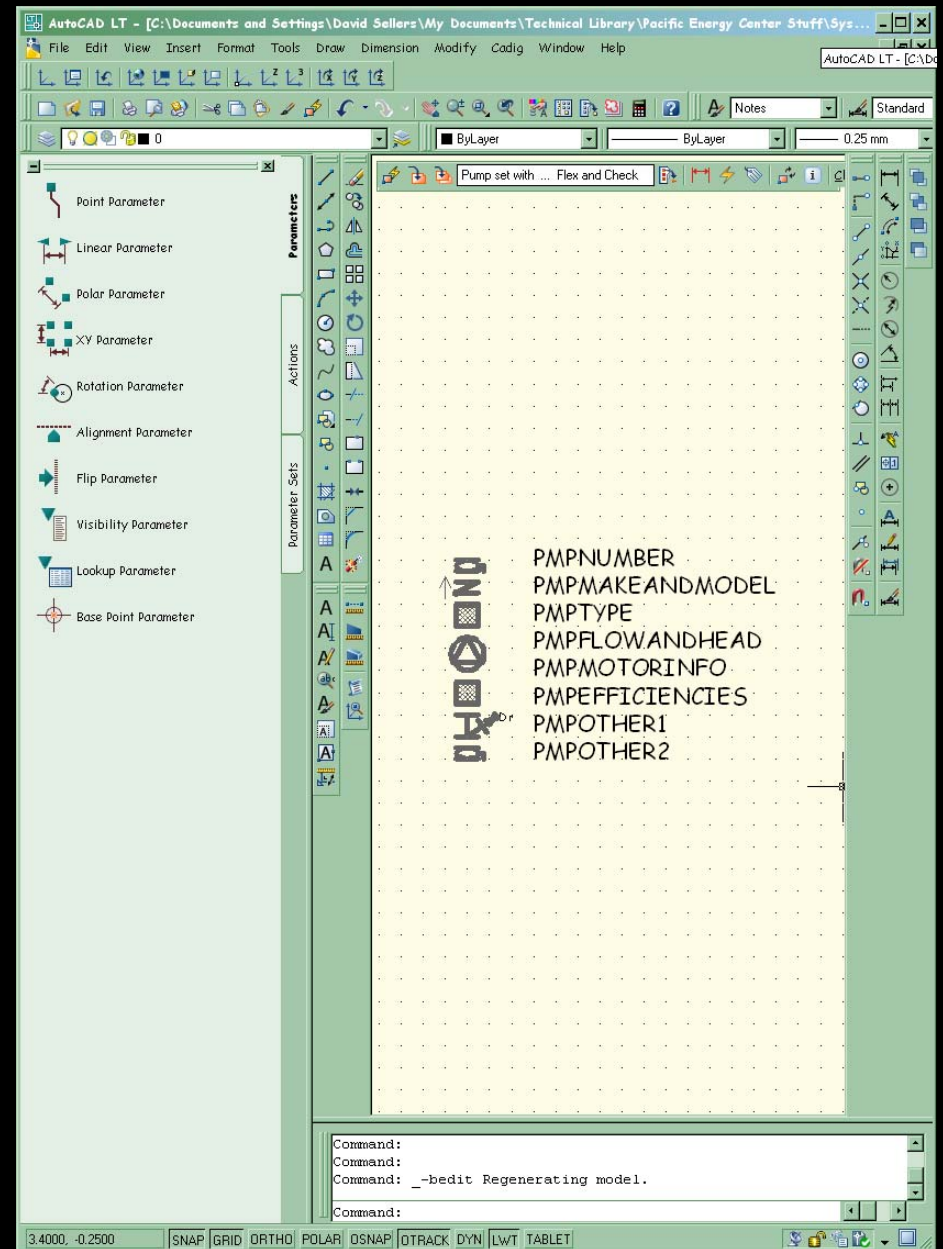 AutoCAD LT - [C:\Documents and Settings\David Sellers\My Documents\Technical Library\Pacific Energy Center Stuff\Sys...
File Edit View Insert Format Tools Draw Dimension Modify Cadig Window Help
AutoCAD LT - [C:\Do
Notes
Standard
0
ByLayer
ByLayer
0.25 mm
Pump set with ... Flex and Check
Point Parameter
Linear Parameter
Polar Parameter
XY Parameter
Rotation Parameter
Alignment Parameter
Flip Parameter
Visibility Parameter
Lookup Parameter
Base Point Parameter
Parameters
Actions
Parameter Sets
PMPNUMBER
PMPMAKEANDMODEL
PMPTYPE
PMPFLOWANDHEAD
PMPMOTORINFO
PMPEFFICIENCIES
PMPOTHER1
PMPOTHER2
Dr
Command:
Command:
Command: _-bedit Regenerating model.
Command:
3.4000, -0.2500 SNAP GRID ORTHO POLAR OSNAP OTRACK DYN LWT TABLET